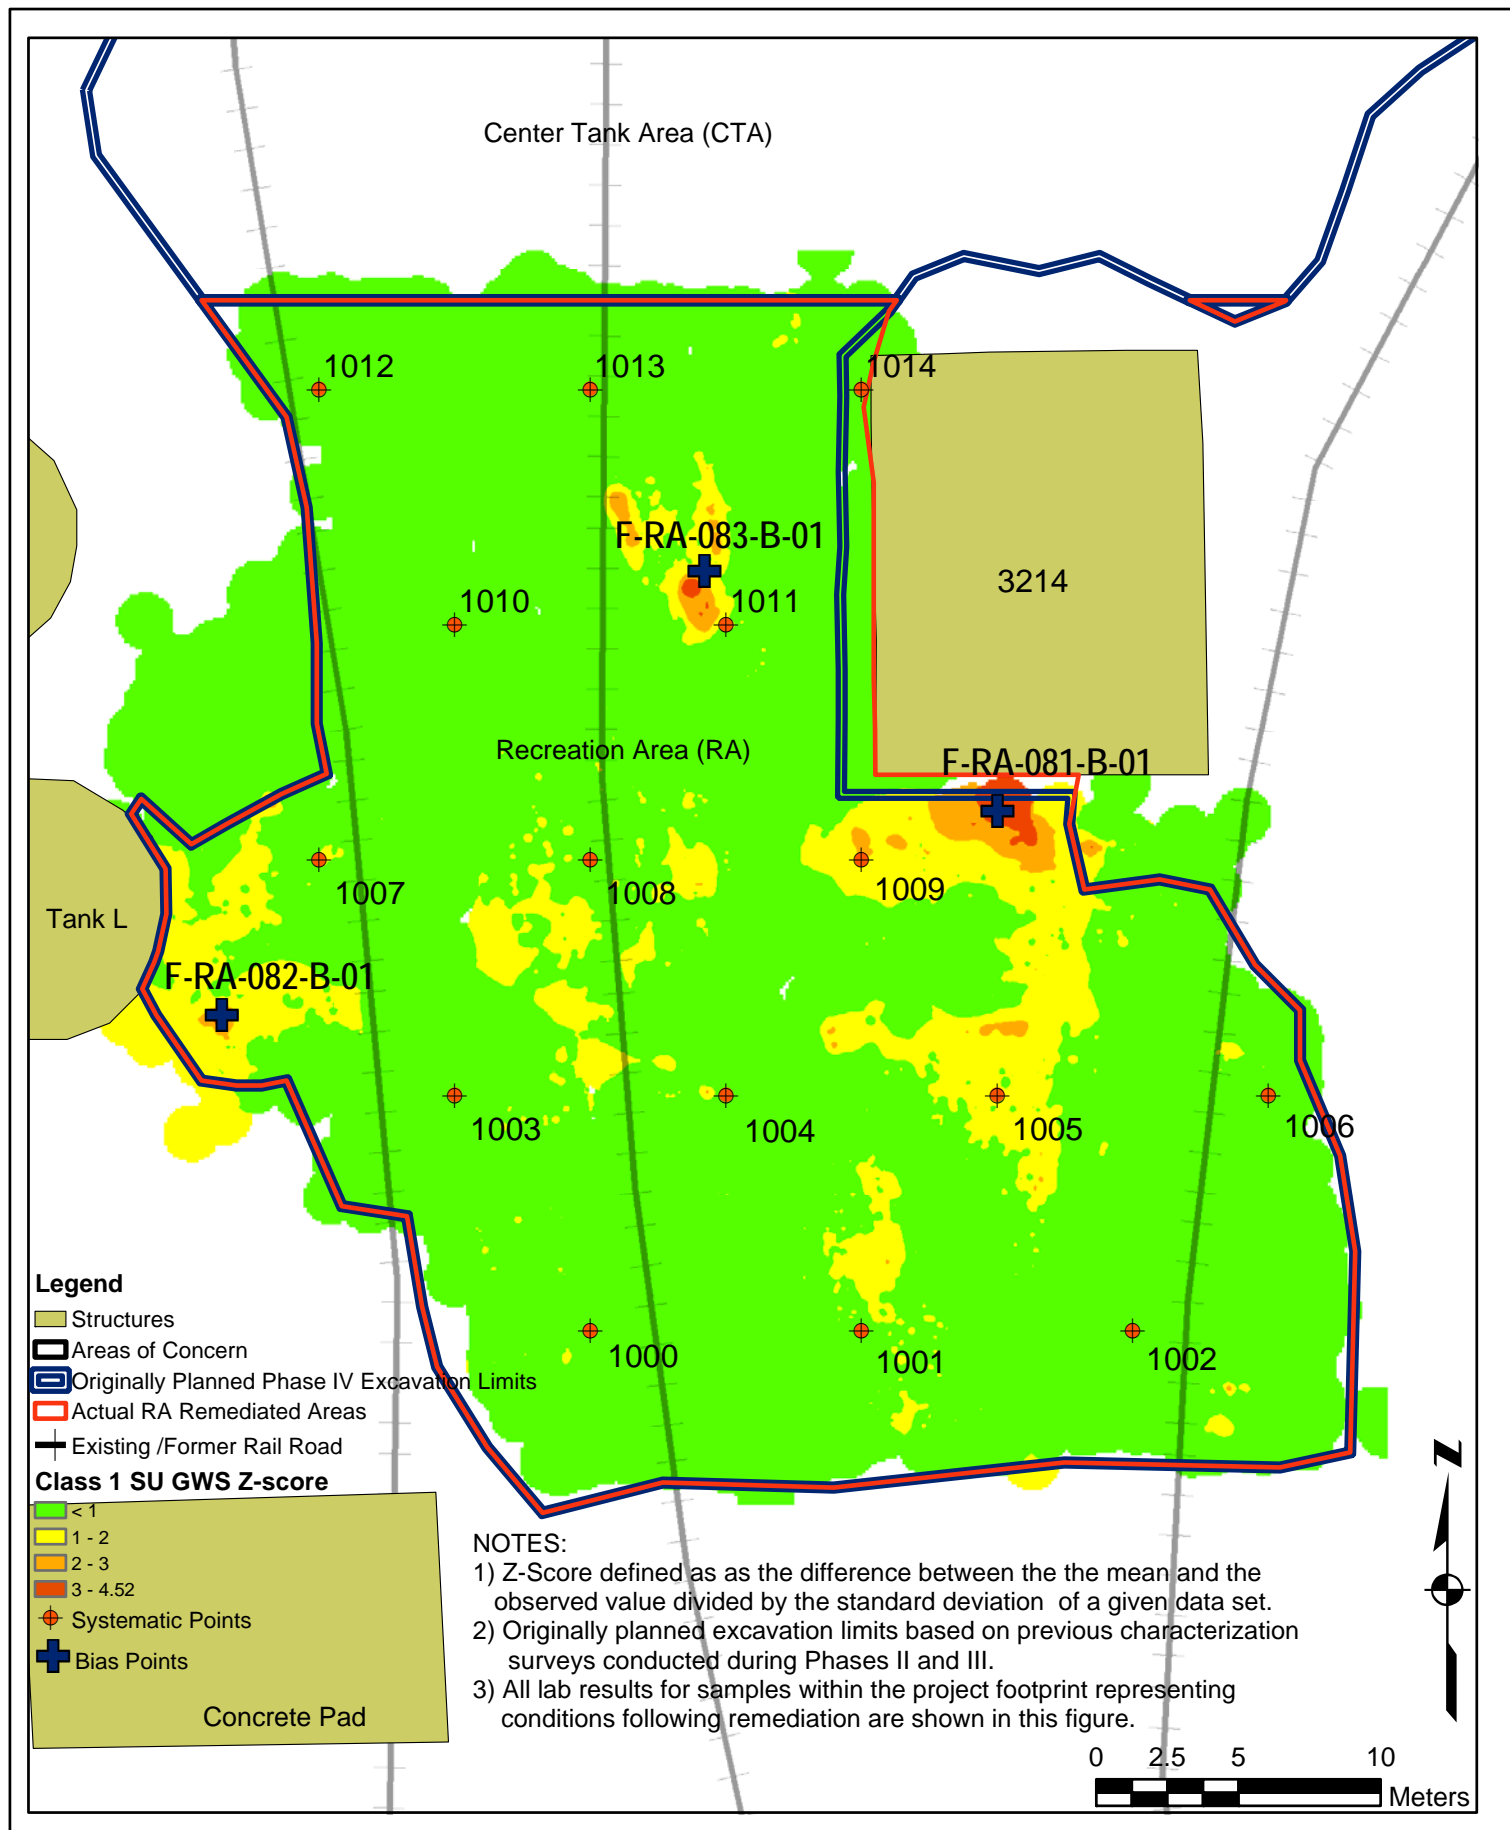 Center Tank Area (CTA)
1012
1013
1014
F-RA-083-B-01
3214
1010
1011
Recreation Area (RA)
F-RA-081-B-01
1007
1008
1009
Tank L
F-RA-082-B-01
1003
1004
1005
1006
1000
1001
1002
Legend
Structures
Areas of Concern
Originally Planned Phase IV Excavation Limits
Actual RA Remediated Areas
Existing /Former Rail Road
Class 1 SU GWS Z-score
< 1
1 - 2
2 - 3
3 - 4.52
Systematic Points
Bias Points
Concrete Pad
NOTES:
1) Z-Score defined as as the difference between the the mean and the
observed value divided by the standard deviation of a given data set.
2) Originally planned excavation limits based on previous characterization
surveys conducted during Phases II and III.
3) All lab results for samples within the project footprint representing
conditions following remediation are shown in this figure.
N
0 2.5 5 10
Meters